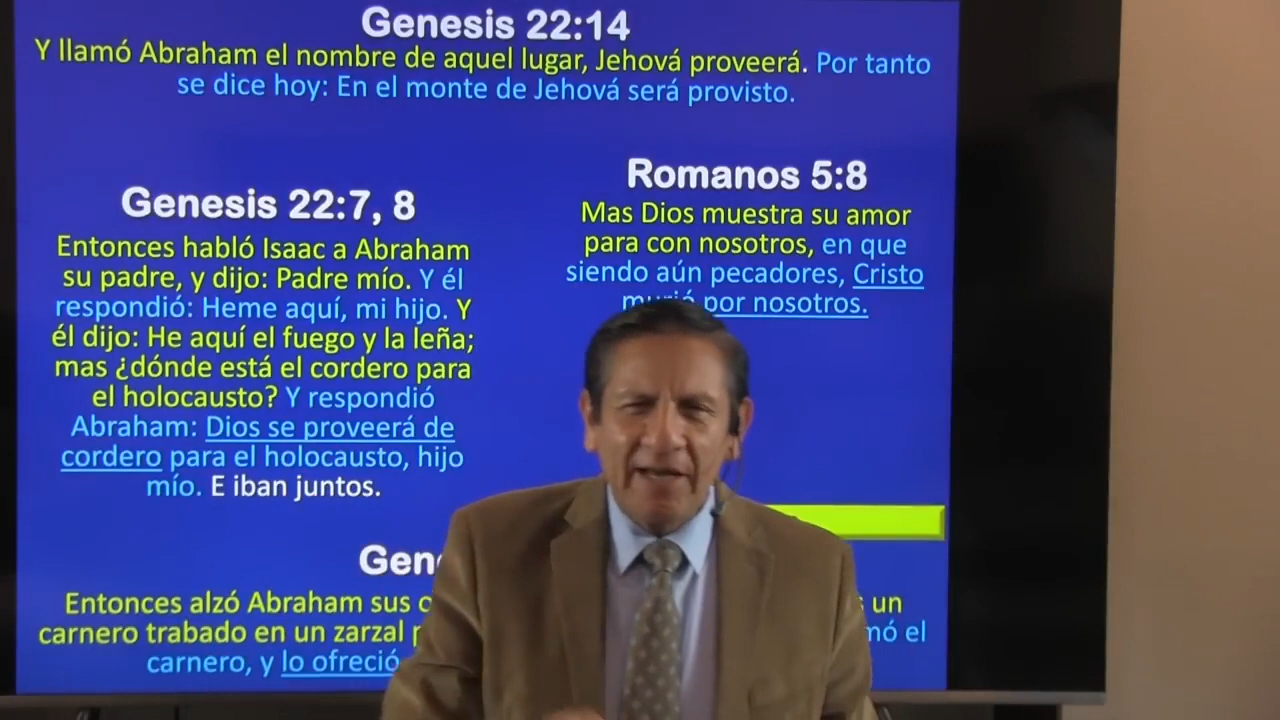 Genesis 22:14
Y llamó Abraham el nombre de aquel lugar, Jehová proveerá. Por tanto
se dice hoy: En el monte de Jehová será provisto.
Genesis 22:7, 8
Entonces habló Isaac a Abraham
su padre, y dijo: Padre mío. Y él
respondió: Heme aquí, mi hijo. Y
él dijo: He aquí el fuego y la leña;
mas ¿dónde está el cordero para
el holocausto? Y respondió
Abraham: Dios se proveerá de
cordero para el holocausto, hijo
mío. E iban juntos.
Romanos 5:8
Mas Dios muestra su amor
para con nosotros, en que
siendo aún pecadores, Cristo
por nosotros.
Entonces alzó Abraham sus un
carnero trabado en un zarzal el
carnero, y lo ofreció